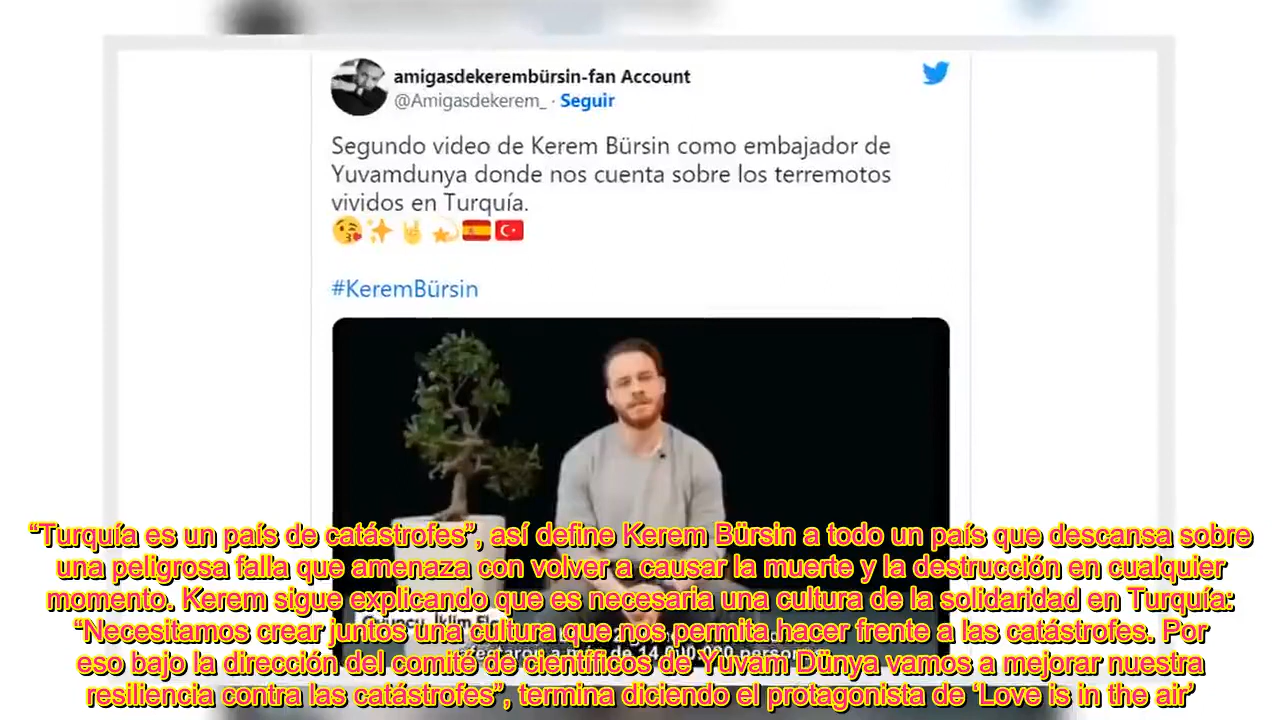 amigasdekerembürsin-fan Account
@Amigasdekerem_ · Seguir
Segundo video de Kerem Bürsin como embajador de
Yuvamdunya donde nos cuenta sobre los terremotos
vividos en Turquía.
#KeremBürsin
“Turquía es un país de catástrofes”, así define Kerem Bürsin a todo un país que descansa sobre
una peligrosa falla que amenaza con volver a causar la muerte y la destrucción en cualquier
momento. Kerem sigue explicando que es necesaria una cultura de la solidaridad en Turquía:
“Necesitamos crear juntos una cultura que nos permita hacer frente a las catástrofes. Por
eso bajo la dirección del comité de científicos de Yuvam Dünya vamos a mejorar nuestra
resiliencia contra las catástrofes”, termina diciendo el protagonista de ‘Love is in the air’